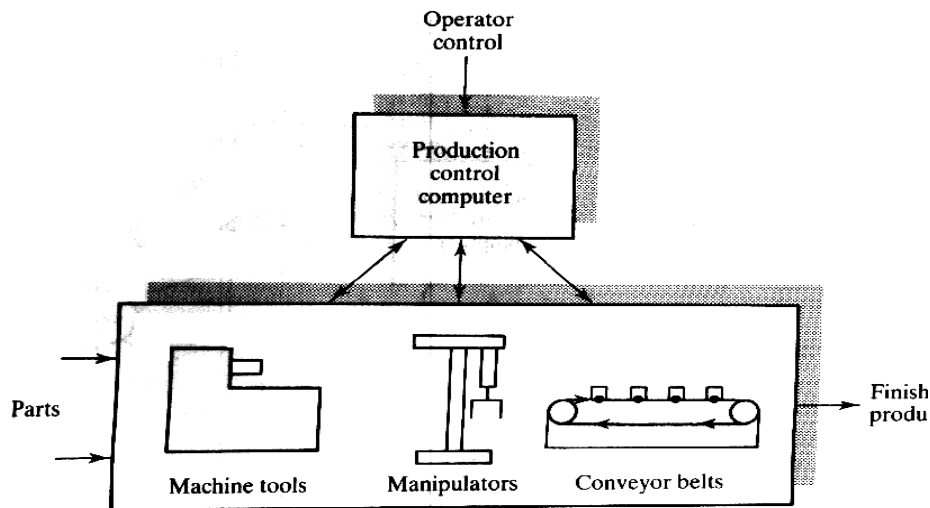 Operator
control
Production
control
computer
Parts
Finish
produ
Machine tools
Manipulators
Conveyor belts